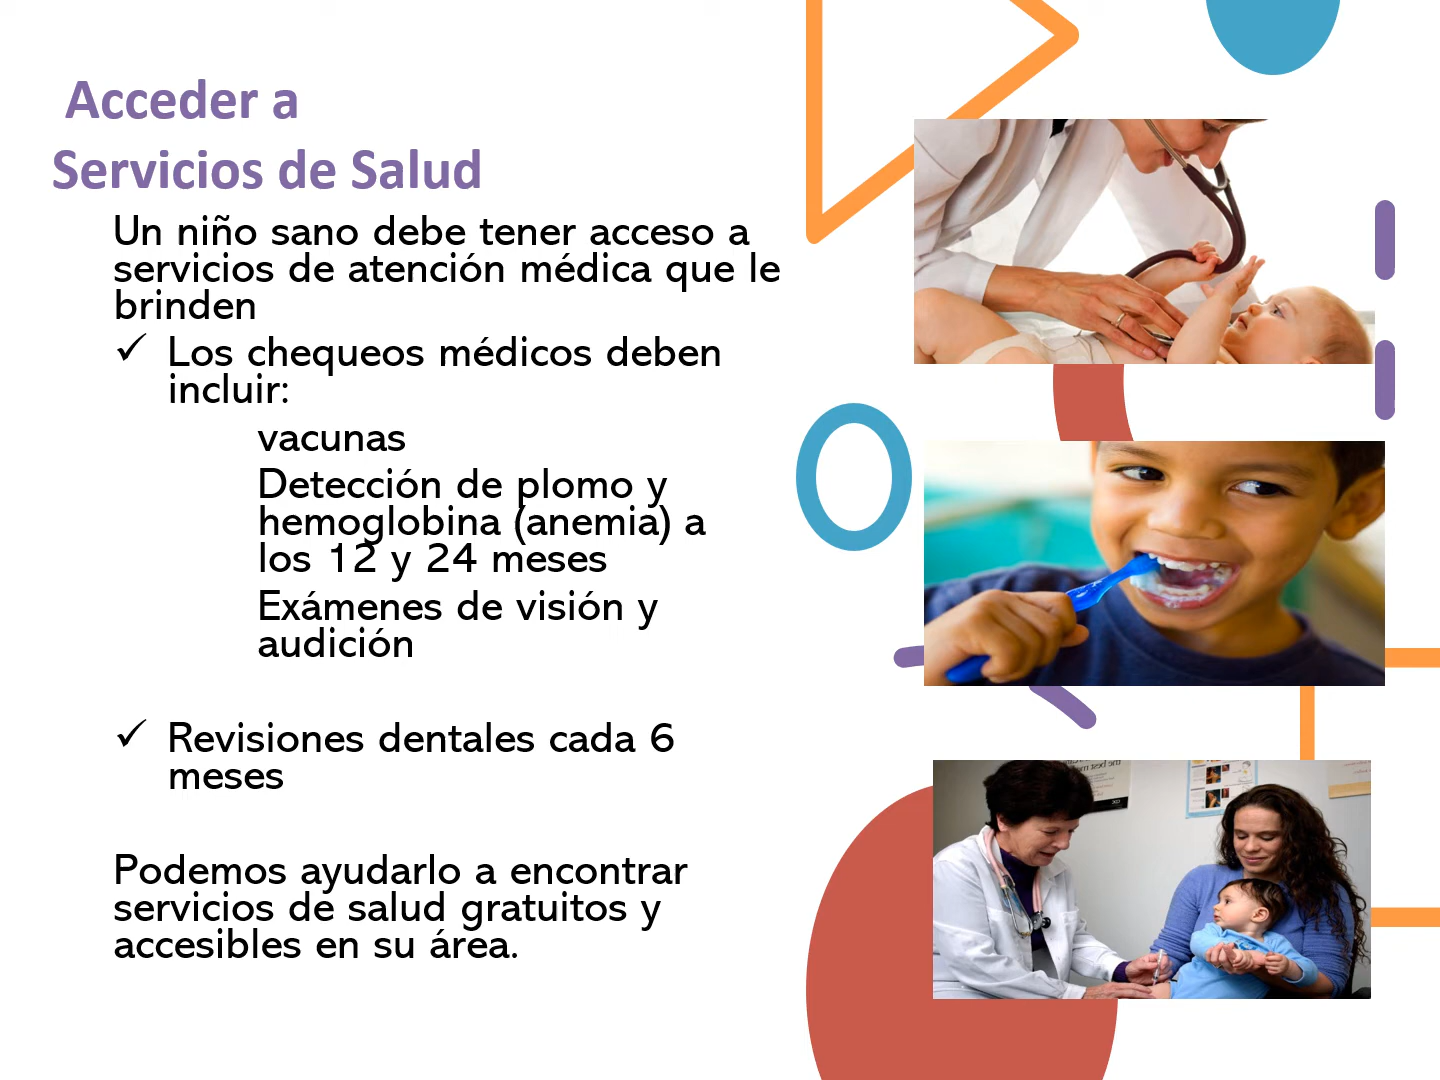 Acceder a
Servicios de Salud
Un niño sano debe tener acceso a
servicios de atención médica que le
brinden
✓ Los chequeos médicos deben
incluir:
vacunas
Detección de plomo y
hemoglobina (anemia) a
los 12 y 24 meses
Exámenes de visión y
audición
✓ Revisiones dentales cada 6
meses
Podemos ayudarlo a encontrar
servicios de salud gratuitos y
accesibles en su área.